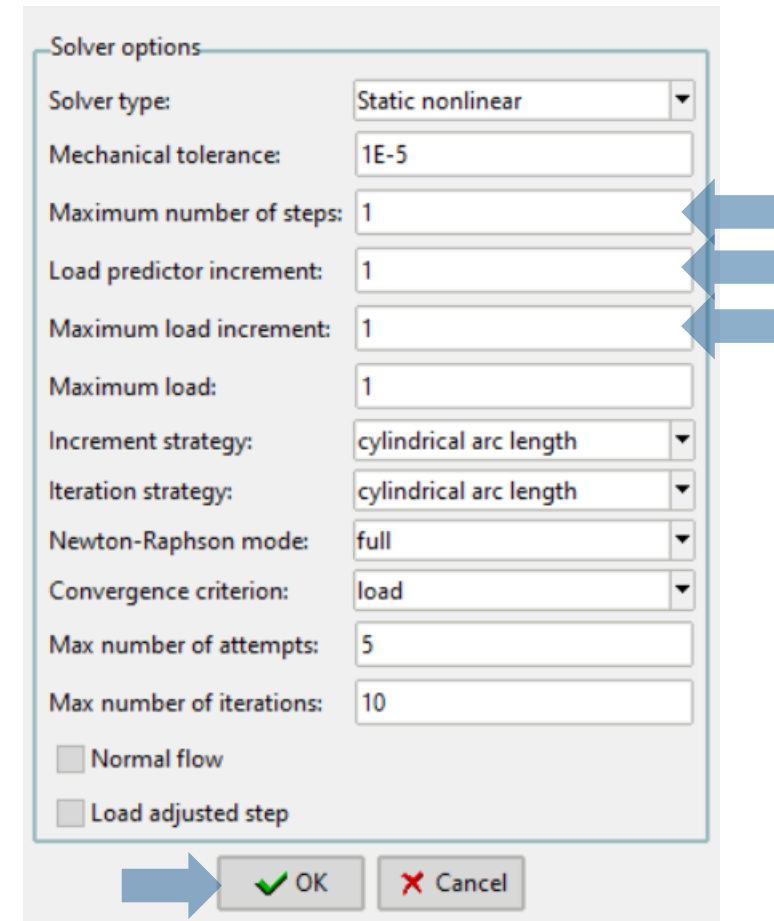 Solver options
Solver type: Static nonlinear
Mechanical tolerance: 1E-5
Maximum number of steps: 1
Load predictor increment: 1
Maximum load increment: 1
Maximum load: 1
Increment strategy: cylindrical arc length
Iteration strategy: cylindrical arc length
Newton-Raphson mode: full
Convergence criterion: load
Max number of attempts: 5
Max number of iterations: 10
Normal flow
Load adjusted step
OK Cancel